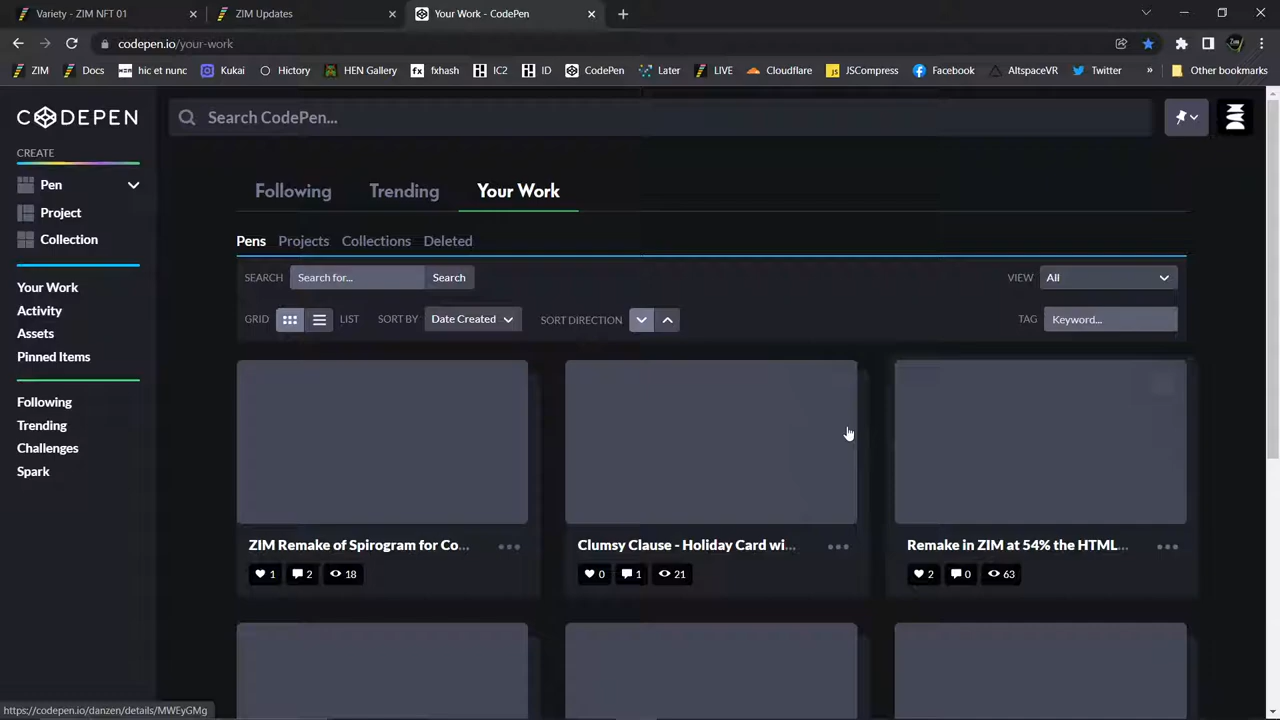 Variety - ZIM NFT 01
ZIM Updates
Your Work - CodePen
codepen.io/your-work
ZIM
Docs
hic et nunc
Kukai
Hictory
HEN Gallery
fxhash
IC2
ID
CodePen
Later
LIVE
Cloudflare
JSCompress
Facebook
AltspaceVR
Twitter
»
Other bookmarks
CODEPEN
Search CodePen...
CREATE
Pen
Project
Collection
Your Work
Activity
Assets
Pinned Items
Following
Trending
Challenges
Spark
Following
Trending
Your Work
Pens
Projects
Collections
Deleted
SEARCH
Search for...
Search
VIEW
All
GRID
LIST
SORT BY
Date Created
SORT DIRECTION
TAG
Keyword...
ZIM Remake of Spirogram for Co...
1
2
18
Clumsy Clause - Holiday Card wi...
0
1
21
Remake in ZIM at 54% the HTML...
2
0
63
https://codepen.io/danzen/details/MWEyGMg